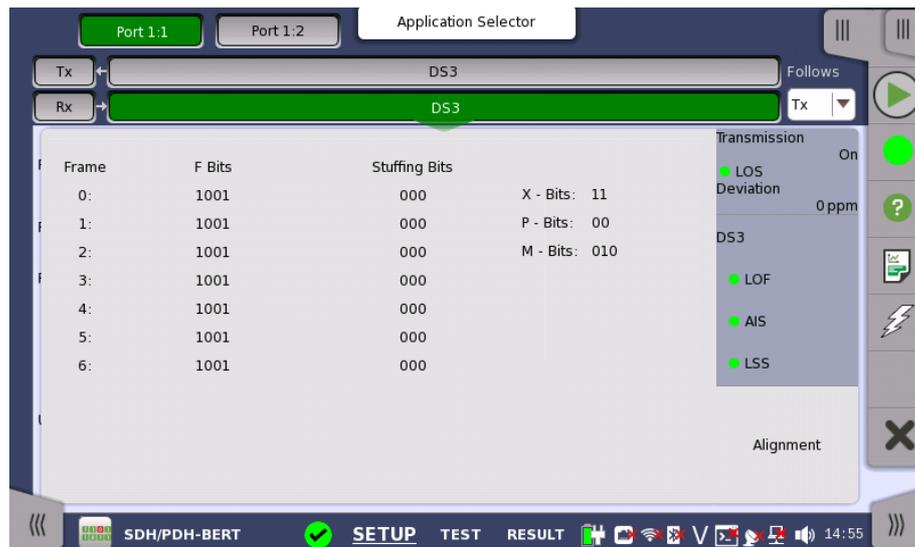 Port 1:1 Port 1:2 Application Selector
Tx DS3 Follows
Rx DS3 Tx
Transmission
On
LOS
Deviation
0 ppm
DS3
LOF
AIS
LSS
Alignment
Frame F Bits Stuffing Bits
0: 1001 000 X - Bits: 11
1: 1001 000 P - Bits: 00
2: 1001 000 M - Bits: 010
3: 1001 000
4: 1001 000
5: 1001 000
6: 1001 000
SDH/PDH-BERT SETUP TEST RESULT 14:55